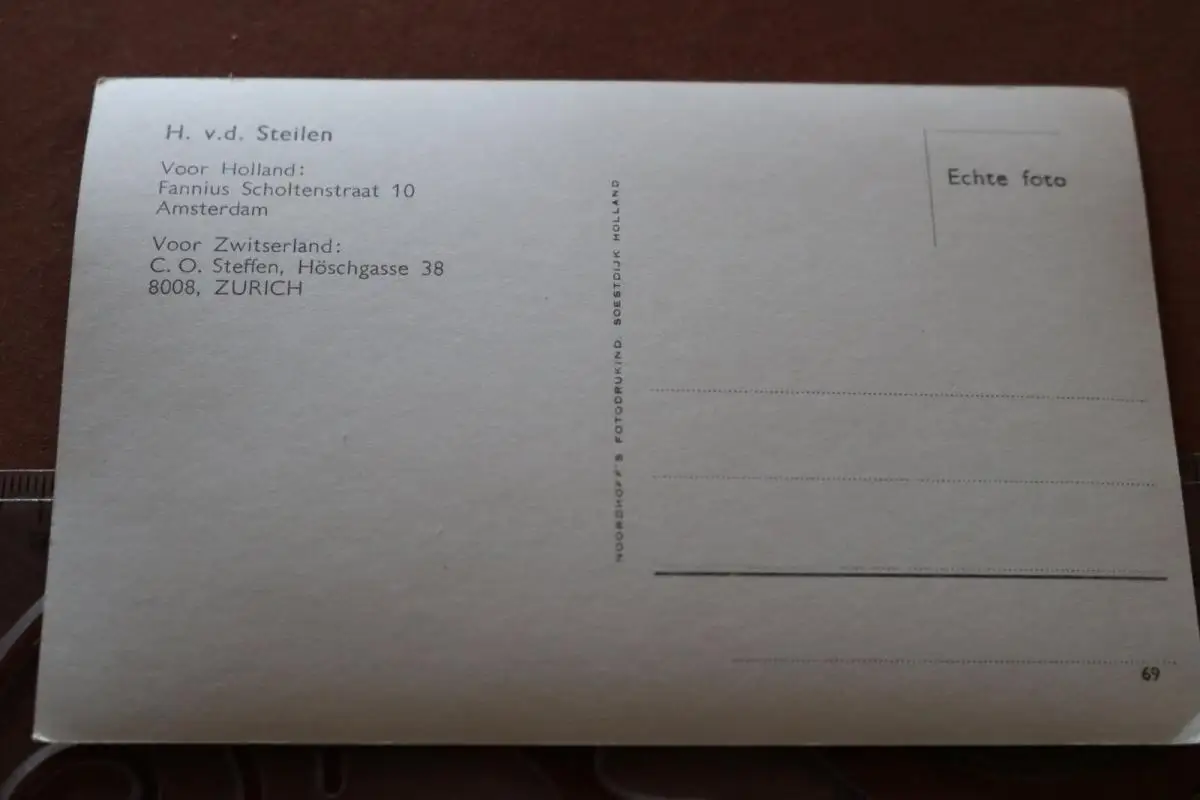 H. v.d. Steilen
Voor Holland:
Fannius Scholtenstraat 10
Amsterdam
Voor Zwitserland:
C. O. Steffen, Höschgasse 38
8008, ZURICH
NOORDHOFF'S FOTODRUKIND. SOESTDIJK HOLLAND
Echte foto
69